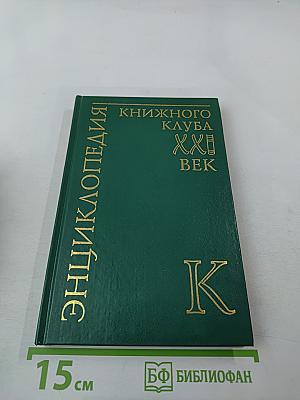 ЭНЦИКЛОПЕДИЯ
КНИЖНОГО
КЛУБА
XXI
ВЕК
К
15 см
БФ БИБЛИОФАН